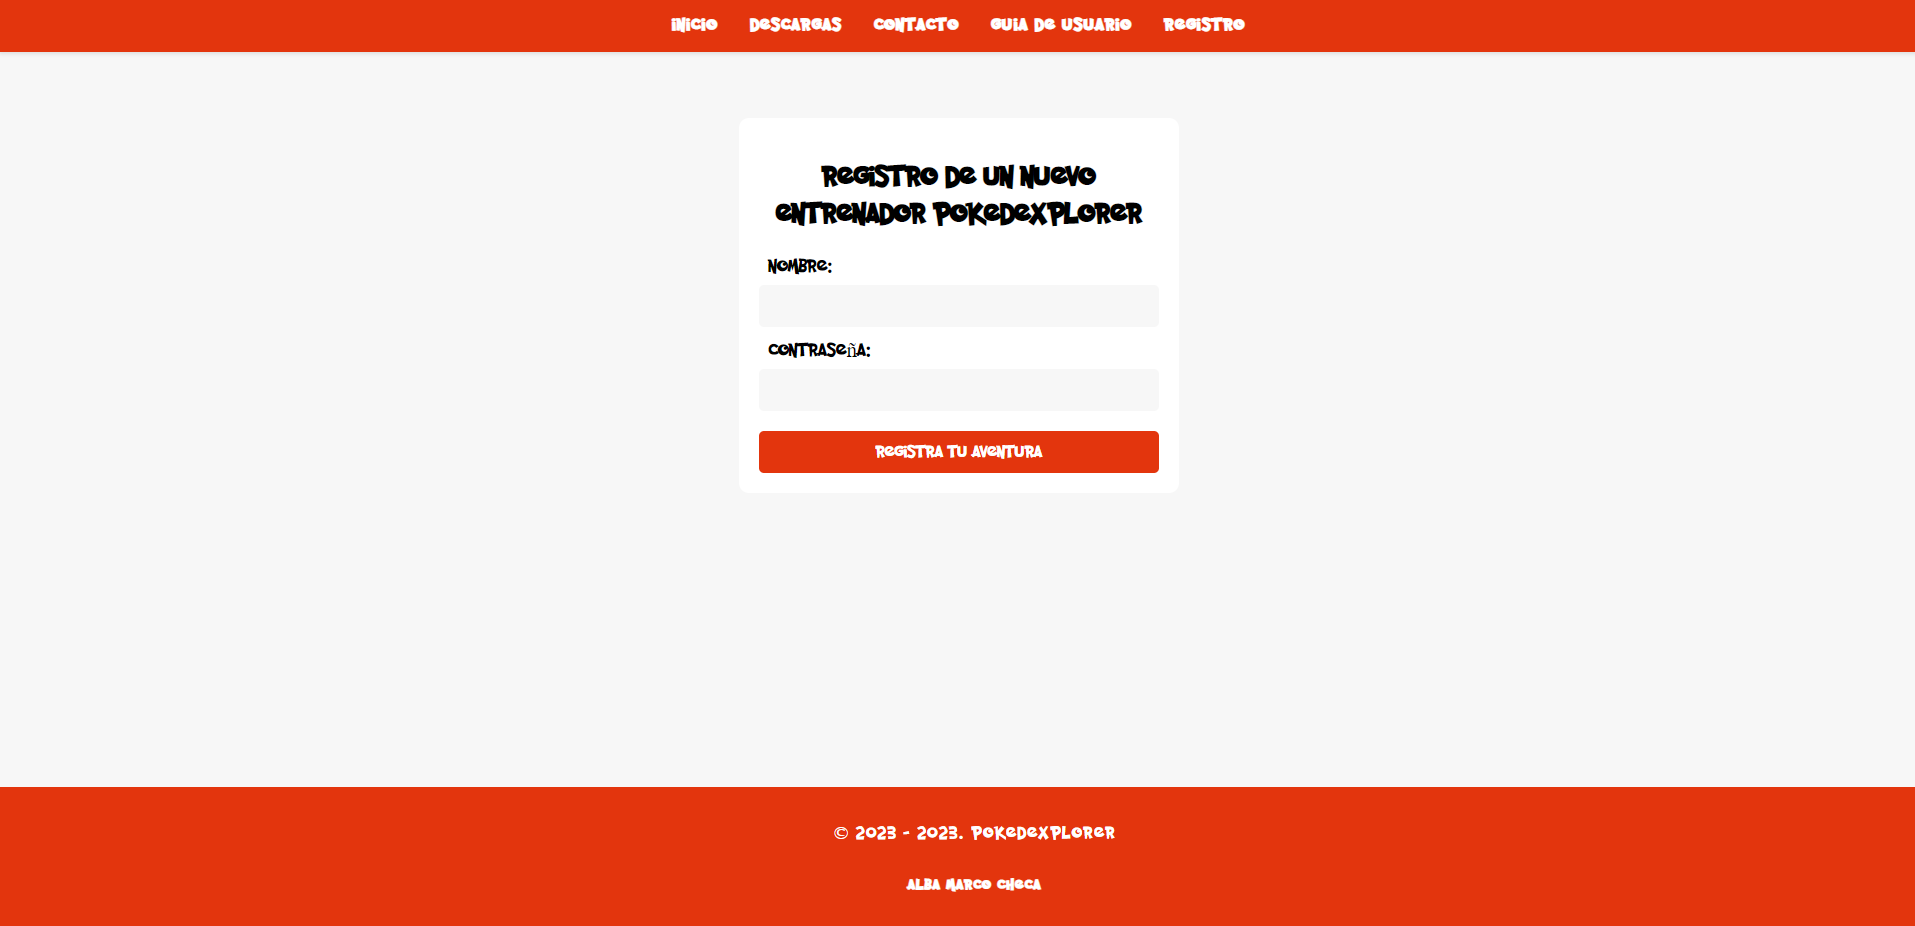 INICIO DESCARGAS CONTACTO GUIA DE USUARIO REGISTRO
REGISTRO DE UN NUEVO
ENTRENADOR POKEDEXPLORER
NOMBRE:
CONTRASEñA:
REGISTRA TU AVENTURA
© 2023 - 2023. POKEDEXPLORER
ALBA MARCO CHECA